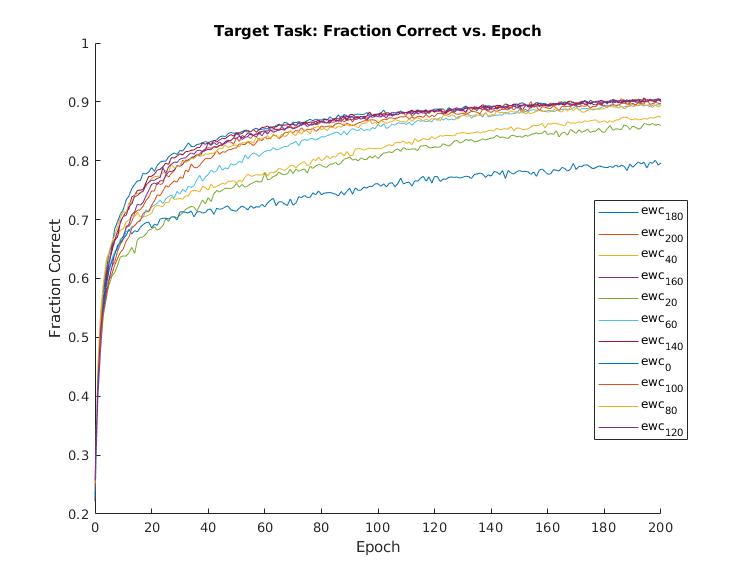 Target Task: Fraction Correct vs. Epoch
1
0.9
0.8
0.7
0.6
0.5
0.4
0.3
0.2
Fraction Correct
0 20 40 60 80 100 120 140 160 180 200
Epoch
ewc180
ewc200
ewc40
ewc160
ewc20
ewc60
ewc140
ewc0
ewc100
ewc80
ewc120